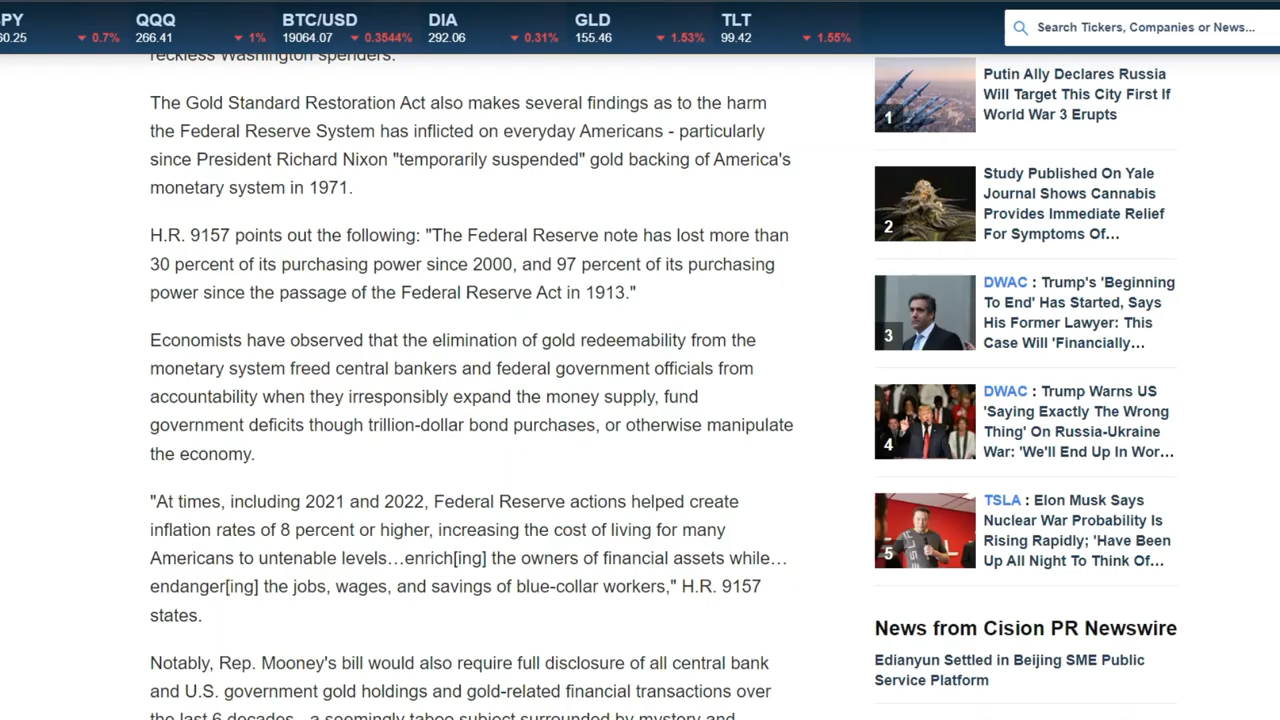 PY QQQ BTC/USD DIA GLD TLT
60.25 0.7% 266.41 1% 19064.07 0.3544% 292.06 0.31% 155.46 1.53% 99.42 1.55%
Search Tickers, Companies or News...
reckless Washington spenders.
The Gold Standard Restoration Act also makes several findings as to the harm
the Federal Reserve System has inflicted on everyday Americans - particularly
since President Richard Nixon "temporarily suspended" gold backing of America's
monetary system in 1971.
H.R. 9157 points out the following: "The Federal Reserve note has lost more than
30 percent of its purchasing power since 2000, and 97 percent of its purchasing
power since the passage of the Federal Reserve Act in 1913."
Economists have observed that the elimination of gold redeemability from the
monetary system freed central bankers and federal government officials from
accountability when they irresponsibly expand the money supply, fund
government deficits though trillion-dollar bond purchases, or otherwise manipulate
the economy.
"At times, including 2021 and 2022, Federal Reserve actions helped create
inflation rates of 8 percent or higher, increasing the cost of living for many
Americans to untenable levels…enrich[ing] the owners of financial assets while…
endanger[ing] the jobs, wages, and savings of blue-collar workers," H.R. 9157
states.
Notably, Rep. Mooney's bill would also require full disclosure of all central bank
and U.S. government gold holdings and gold-related financial transactions over
the last 6 decades - a seemingly taboo subject surrounded by mystery and
1
Putin Ally Declares Russia
Will Target This City First If
World War 3 Erupts
2
Study Published On Yale
Journal Shows Cannabis
Provides Immediate Relief
For Symptoms Of…
3
DWAC : Trump's 'Beginning
To End' Has Started, Says
His Former Lawyer: This
Case Will 'Financially…
4
DWAC : Trump Warns US
'Saying Exactly The Wrong
Thing' On Russia-Ukraine
War: 'We'll End Up In Wor…
5
TSLA : Elon Musk Says
Nuclear War Probability Is
Rising Rapidly; 'Have Been
Up All Night To Think Of…
News from Cision PR Newswire
Edianyun Settled in Beijing SME Public
Service Platform